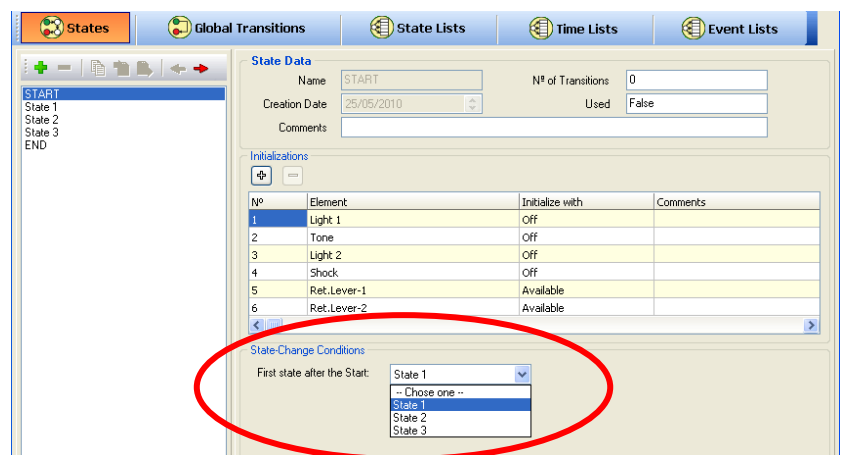 States
Global Transitions
State Lists
Time Lists
Event Lists
START
State 1
State 2
State 3
END
State Data
Name START Nº of Transitions 0
Creation Date 25/05/2010 Used False
Comments
Initializations
Nº Element Initialize with Comments
1 Light 1 Off
2 Tone Off
3 Light 2 Off
4 Shock Off
5 Ret.Lever-1 Available
6 Ret.Lever-2 Available
State-Change Conditions
First state after the Start: State 1
-- Chose one --
State 1
State 2
State 3